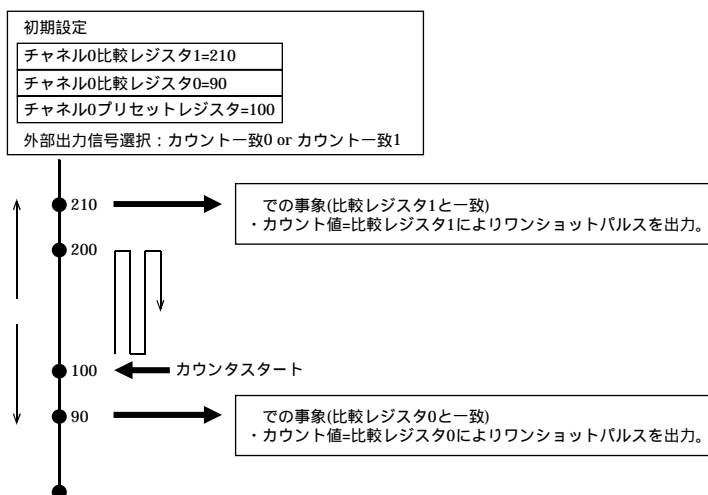 初期設定
チャネル0比較レジスタ1=210
チャネル0比較レジスタ0=90
チャネル0プリセットレジスタ=100
外部出力信号選択：カウント一致0 or カウント一致1
210
での事象(比較レジスタ1と一致)
・カウント値=比較レジスタ1によりワンショットパルスを出力。
200
100
カウンタスタート
90
での事象(比較レジスタ0と一致)
・カウント値=比較レジスタ0によりワンショットパルスを出力。